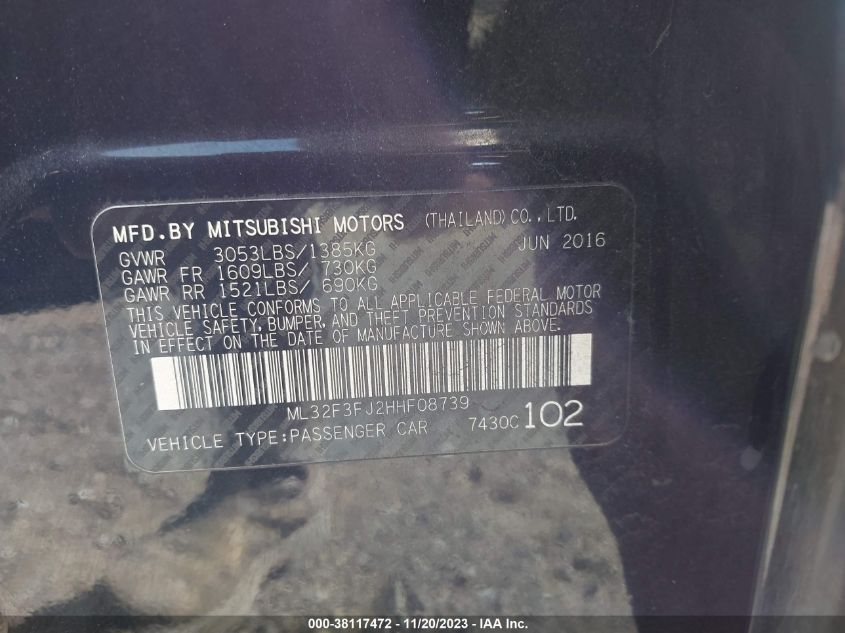 MFD.BY MITSUBISHI MOTORS (THAILAND) CO.,LTD.
GVWR 3053LBS/1385KG JUN 2016
GAWR FR 1609LBS/ 730KG
GAWR RR 1521LBS/ 690KG
THIS VEHICLE CONFORMS TO ALL APPLICABLE FEDERAL MOTOR
VEHICLE SAFETY, BUMPER, AND THEFT PREVENTION STANDARDS
IN EFFECT ON THE DATE OF MANUFACTURE SHOWN ABOVE.
ML32F3FJ2HHF08739
VEHICLE TYPE:PASSENGER CAR 7430C 102
000-38117472 - 11/20/2023 - IAA Inc.